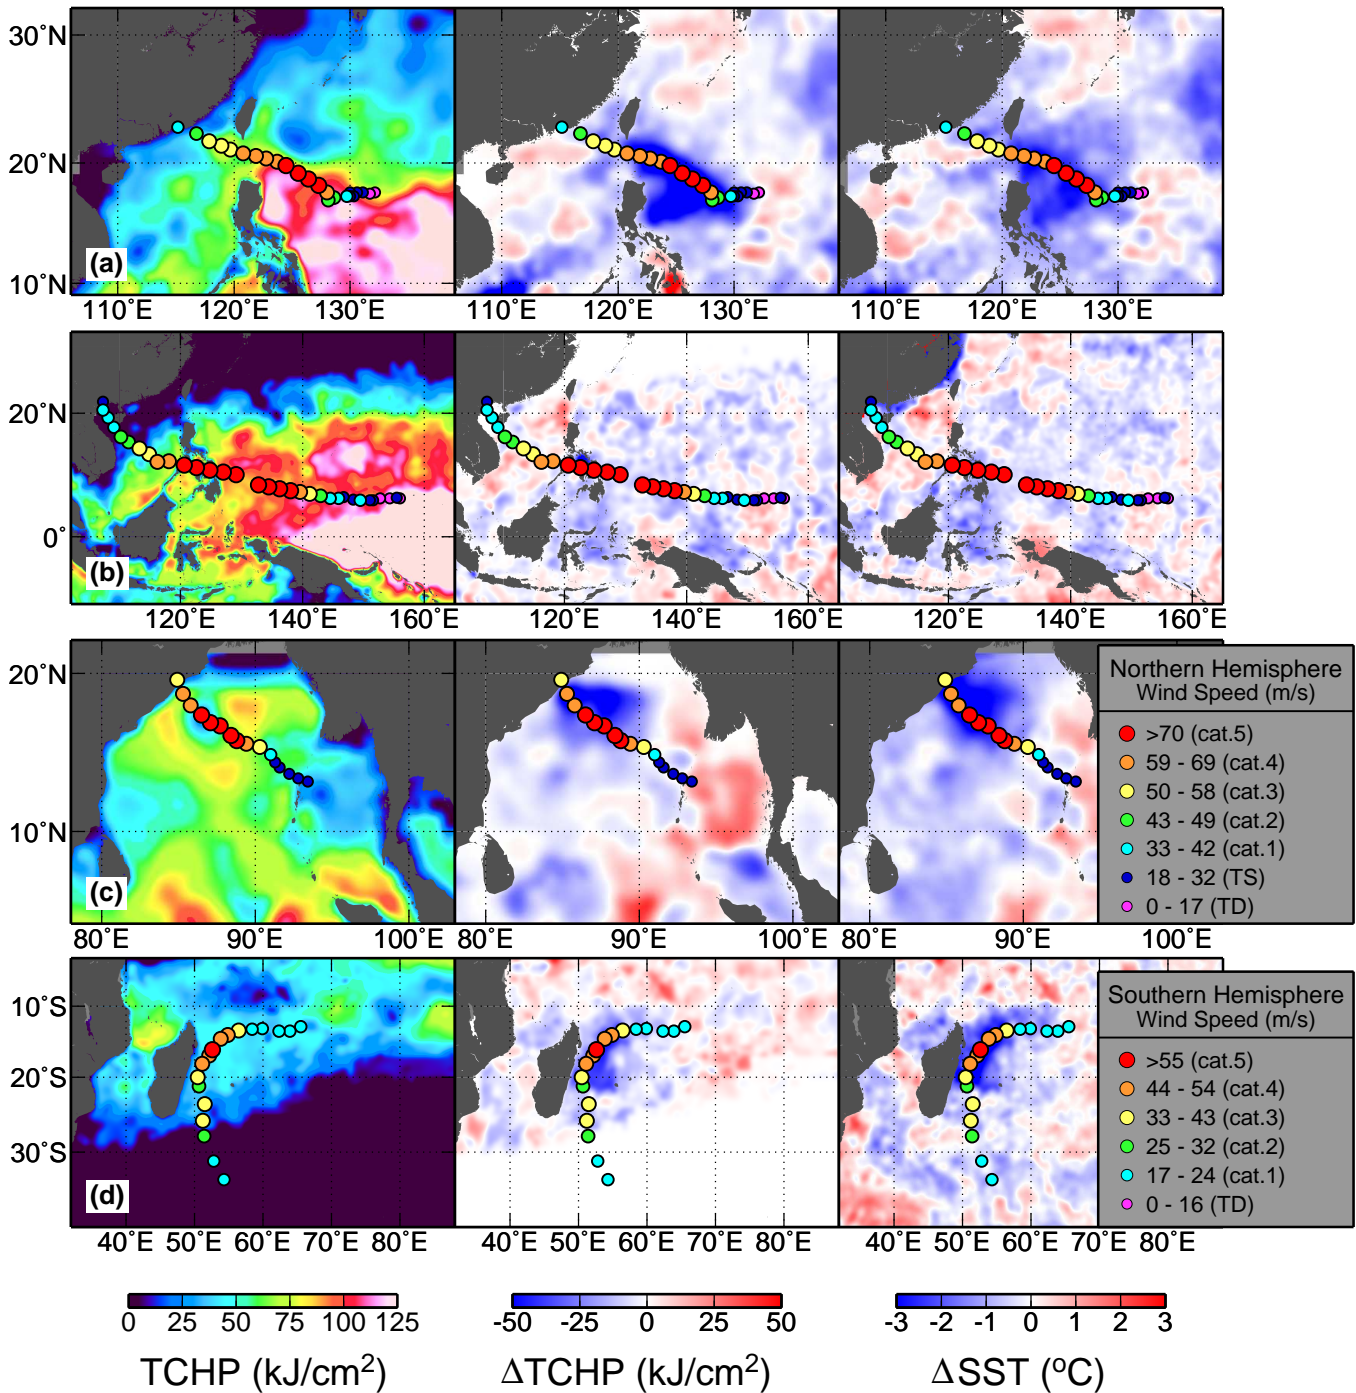 30°N
20°N
10°N
(a)
110°E 120°E 130°E 110°E 120°E 130°E 110°E 120°E 130°E
20°N
0°
(b)
120°E 140°E 160°E 120°E 140°E 160°E 120°E 140°E 160°E
20°N
10°N
(c)
80°E 90°E 100°E 80°E 90°E 100°E 80°E 90°E 100°E
Northern Hemisphere
Wind Speed (m/s)
>70 (cat.5)
59 - 69 (cat.4)
50 - 58 (cat.3)
43 - 49 (cat.2)
33 - 42 (cat.1)
18 - 32 (TS)
0 - 17 (TD)
10°S
20°S
30°S
(d)
40°E 50°E 60°E 70°E 80°E 40°E 50°E 60°E 70°E 80°E 40°E 50°E 60°E 70°E 80°E
Southern Hemisphere
Wind Speed (m/s)
>55 (cat.5)
44 - 54 (cat.4)
33 - 43 (cat.3)
25 - 32 (cat.2)
17 - 24 (cat.1)
0 - 16 (TD)
0 25 50 75 100 125 -50 -25 0 25 50 -3 -2 -1 0 1 2 3
TCHP (kJ/cm²) ΔTCHP (kJ/cm²) ΔSST (°C)